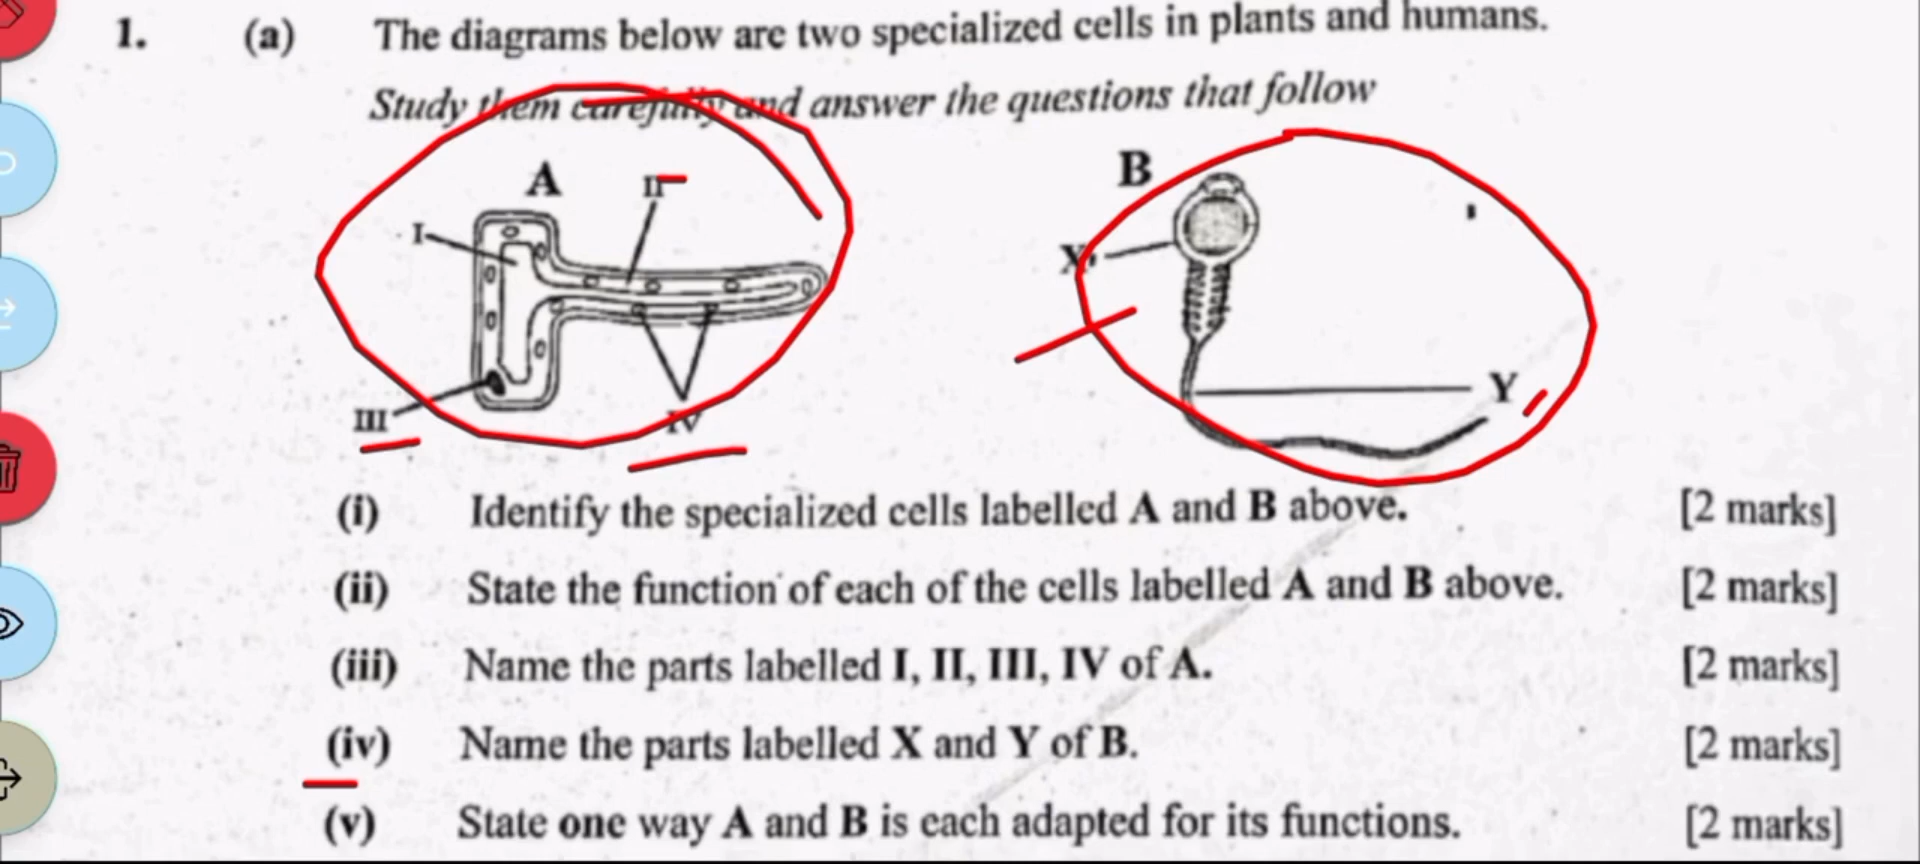 1. (a) The diagrams below are two specialized cells in plants and humans.
Study them carefully and answer the questions that follow
A
B
II
I
X
III
IV
Y
(i) Identify the specialized cells labelled A and B above. [2 marks]
(ii) State the function of each of the cells labelled A and B above. [2 marks]
(iii) Name the parts labelled I, II, III, IV of A. [2 marks]
(iv) Name the parts labelled X and Y of B. [2 marks]
(v) State one way A and B is each adapted for its functions. [2 marks]